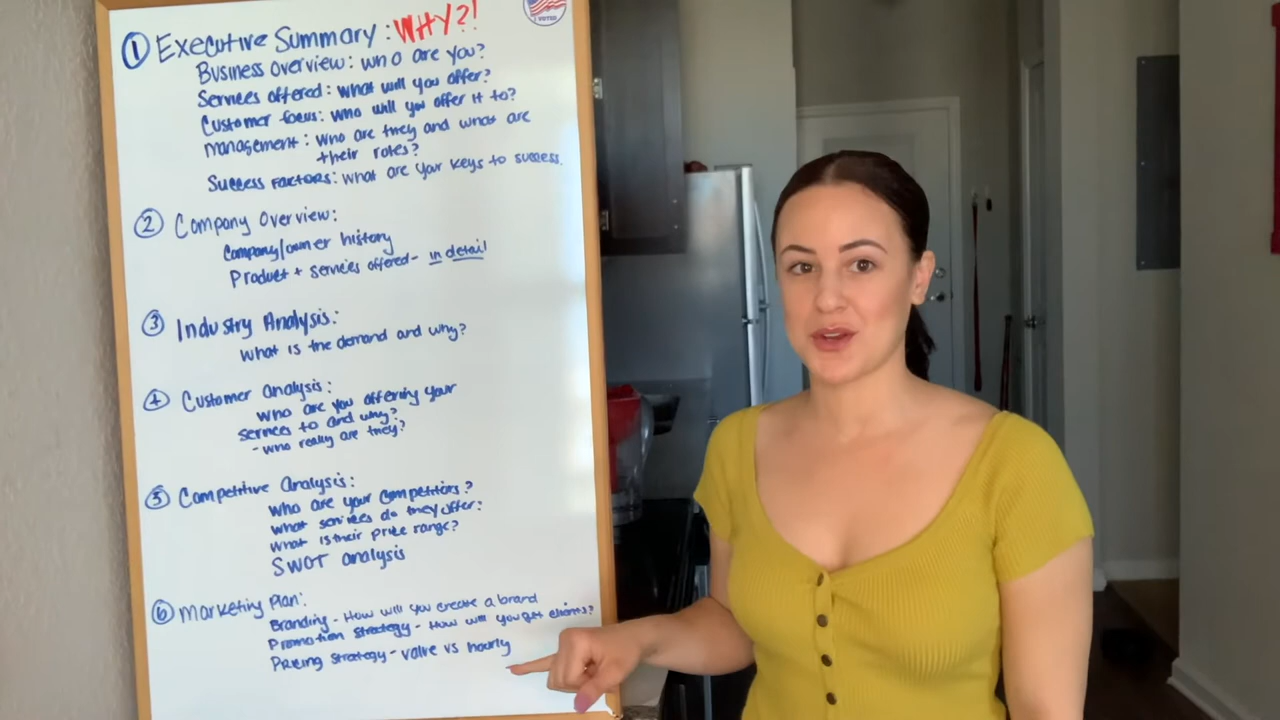 ① Executive Summary: WHY?!
I VOTED
Business overview: who are you?
Services offered: what will you offer?
Customer focus: who will you offer it to?
management: who are they and what are
their roles?
Success Factors: what are your keys to success.
② Company Overview:
Company/owner history
Product + services offered- in detail
③ Industry Analysis:
What is the demand and why?
④ Customer analysis:
who are you offering your
services to and why?
- who really are they?
⑤ Competitive analysis:
who are your competitors?
what services do they offer?
what is their price range?
SWOT analysis
⑥ Marketing Plan:
Branding - How will you create a brand
Promotion strategy - How will you get clients?
Pricing strategy - value vs hourly